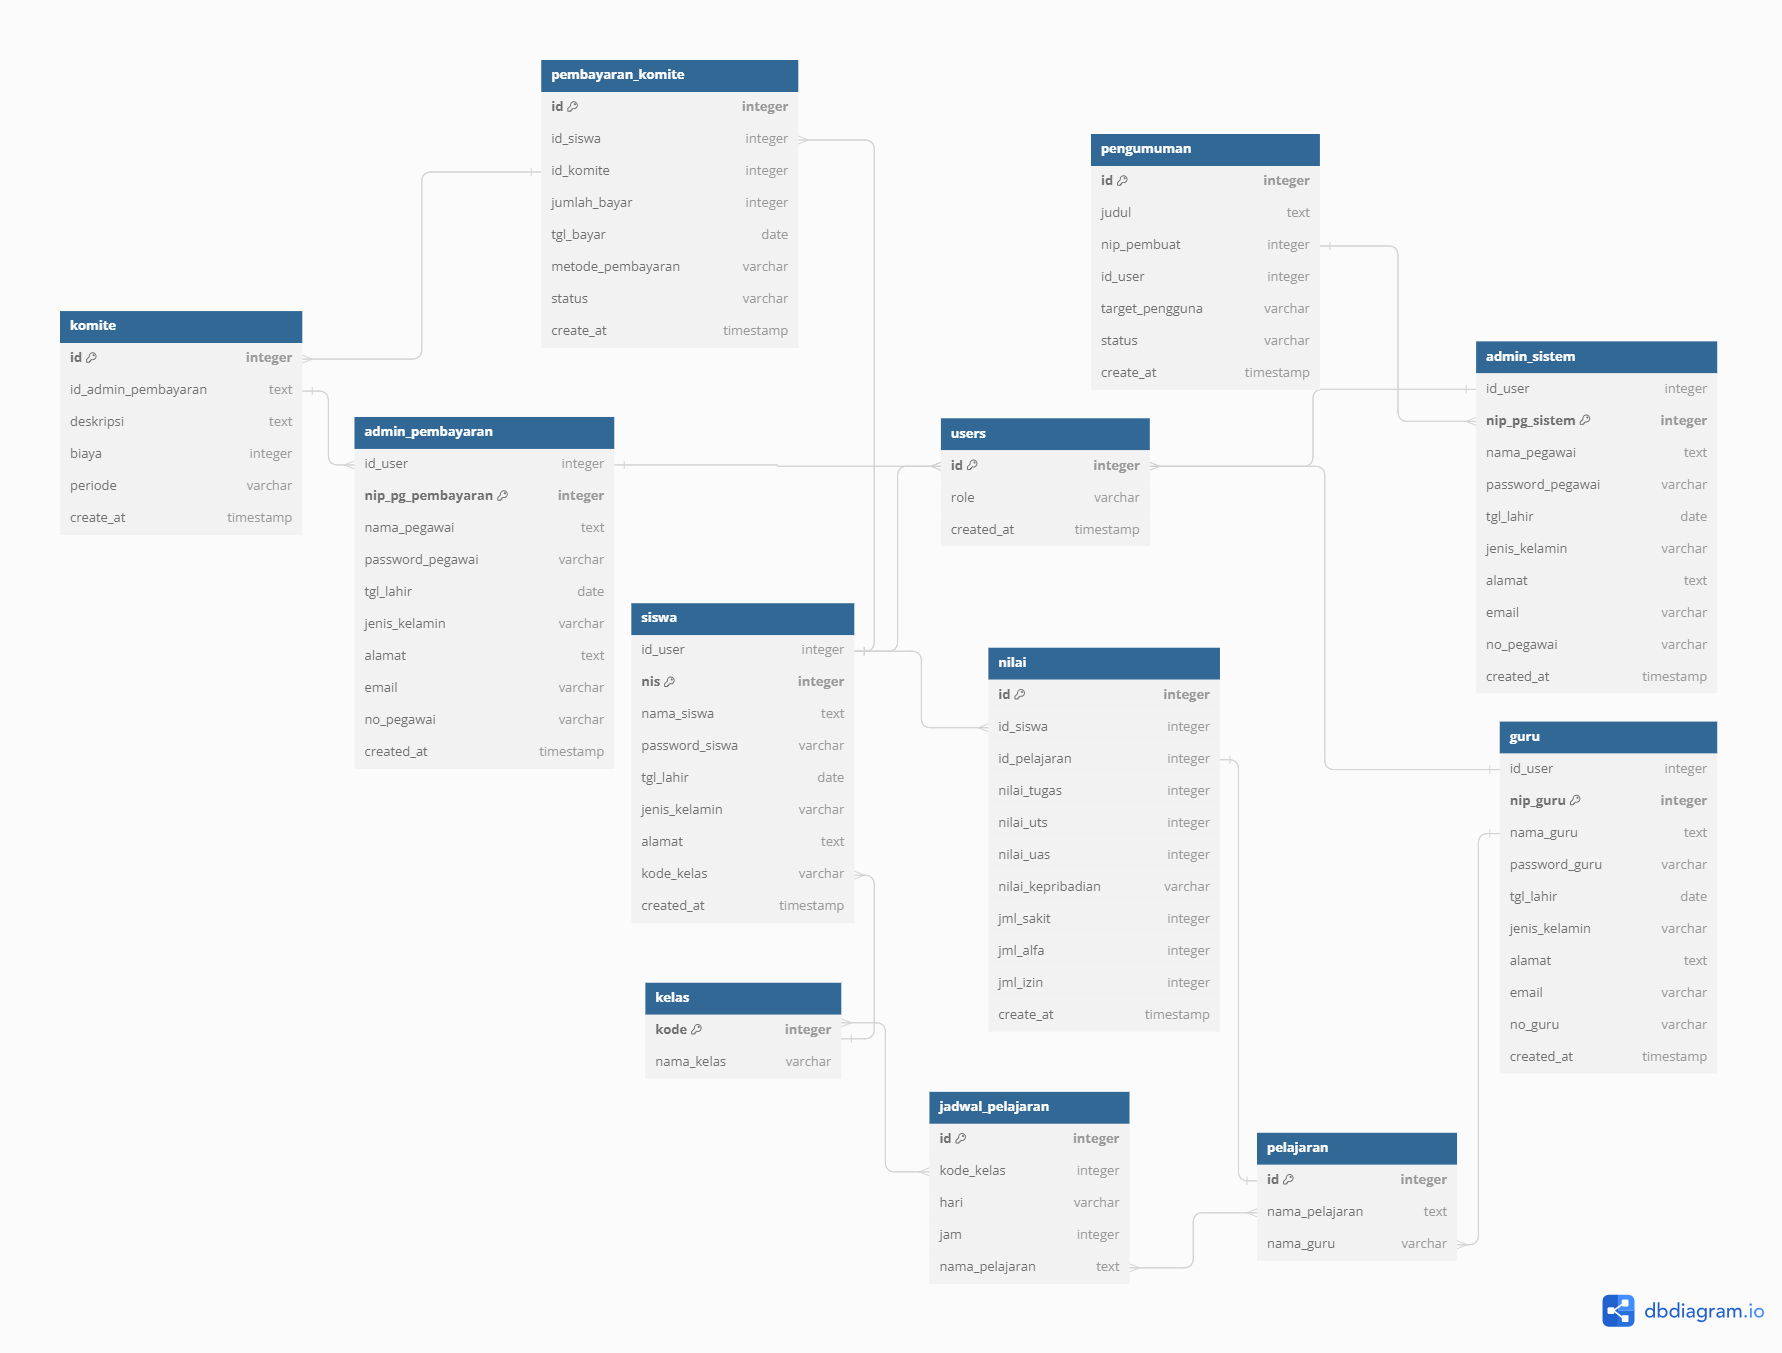 pembayaran_komite
id integer
id_siswa integer
id_komite integer
jumlah_bayar integer
tgl_bayar date
metode_pembayaran varchar
status varchar
create_at timestamp
pengumuman
id integer
judul text
nip_pembuat integer
id_user integer
target_pengguna varchar
status varchar
create_at timestamp
komite
id integer
id_admin_pembayaran text
deskripsi text
biaya integer
periode varchar
create_at timestamp
admin_sistem
id_user integer
nip_pg_sistem integer
nama_pegawai text
password_pegawai varchar
tgl_lahir date
jenis_kelamin varchar
alamat text
email varchar
no_pegawai varchar
created_at timestamp
admin_pembayaran
id_user integer
nip_pg_pembayaran integer
nama_pegawai text
password_pegawai varchar
tgl_lahir date
jenis_kelamin varchar
alamat text
email varchar
no_pegawai varchar
created_at timestamp
users
id integer
role varchar
created_at timestamp
siswa
id_user integer
nis integer
nama_siswa text
password_siswa varchar
tgl_lahir date
jenis_kelamin varchar
alamat text
kode_kelas varchar
created_at timestamp
nilai
id integer
id_siswa integer
id_pelajaran integer
nilai_tugas integer
nilai_uts integer
nilai_uas integer
nilai_kepribadian varchar
jml_sakit integer
jml_alfa integer
jml_izin integer
create_at timestamp
guru
id_user integer
nip_guru integer
nama_guru text
password_guru varchar
tgl_lahir date
jenis_kelamin varchar
alamat text
email varchar
no_guru varchar
created_at timestamp
kelas
kode integer
nama_kelas varchar
jadwal_pelajaran
id integer
kode_kelas integer
hari varchar
jam integer
nama_pelajaran text
pelajaran
id integer
nama_pelajaran text
nama_guru varchar
dbdiagram.io